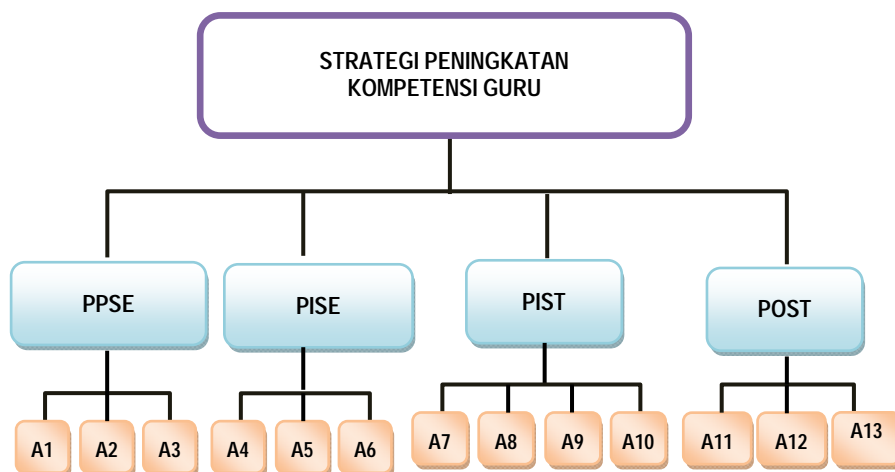 STRATEGI PENINGKATAN
KOMPETENSI GURU
PPSE
PISE
PIST
POST
A1
A2
A3
A4
A5
A6
A7
A8
A9
A10
A11
A12
A13